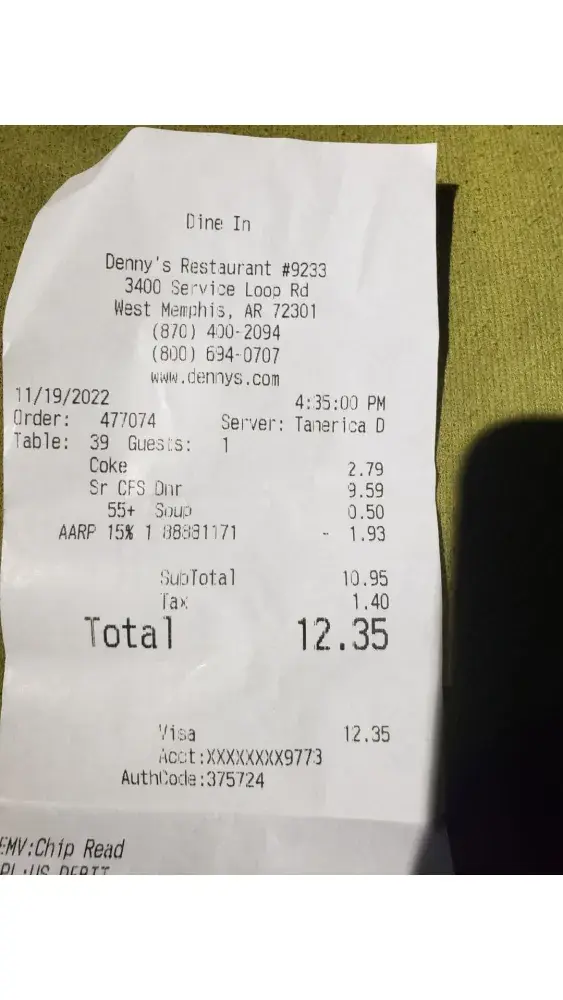 Dine In
Denny's Restaurant #9233
3400 Service Loop Rd
West Memphis, AR 72301
(870) 400-2094
(800) 694-0707
www.dennys.com
11/19/2022 4:35:00 PM
Order: 477074 Server: Tamerica D
Table: 39 Guests: 1
Coke 2.79
Sr CFS Dnr 9.59
55+ Soup 0.50
AARP 15% 1 88881171 - 1.93
SubTotal 10.95
Tax 1.40
Total 12.35
Visa 12.35
Acct:XXXXXXXX9773
AuthCode:375724
EMV:Chip Read
US DEBIT